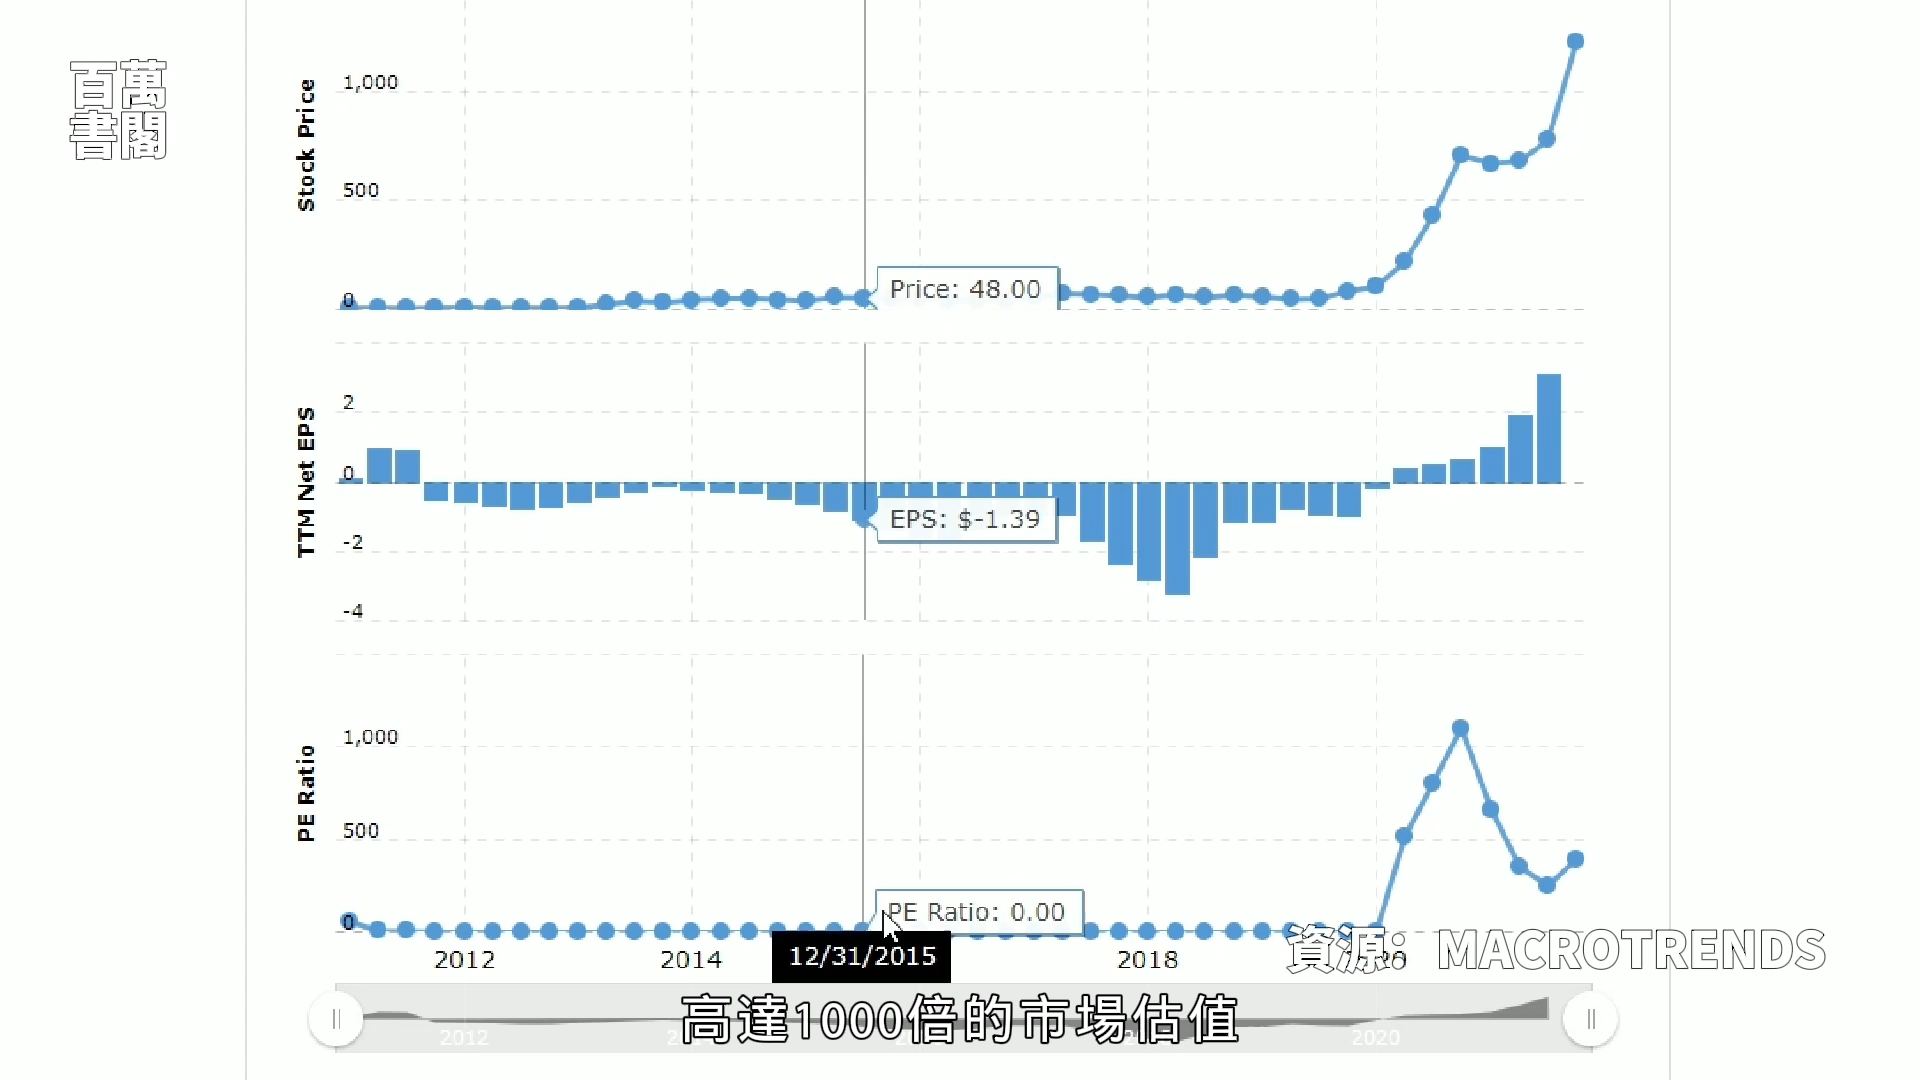 百萬
書閣
Stock Price
1,000
500
0
Price: 48.00
TTM Net EPS
2
0
-2
-4
EPS: $-1.39
PE Ratio
1,000
500
0
PE Ratio: 0.00
2012
2014
12/31/2015
2018
資源: MACROTRENDS
高達1000倍的市場估值
2012
2020